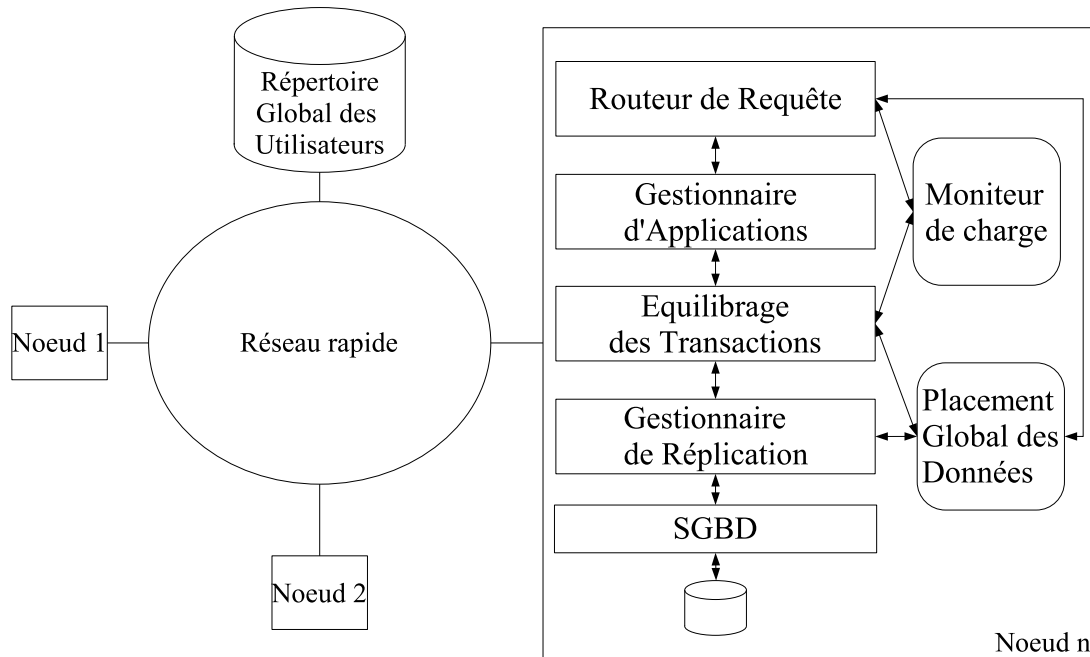 Répertoire
Global des
Utilisateurs
Noeud 1
Réseau rapide
Noeud 2
Routeur de Requête
Gestionnaire
d'Applications
Equilibrage
des Transactions
Gestionnaire
de Réplication
SGBD
Moniteur
de charge
Placement
Global des
Données
Noeud n